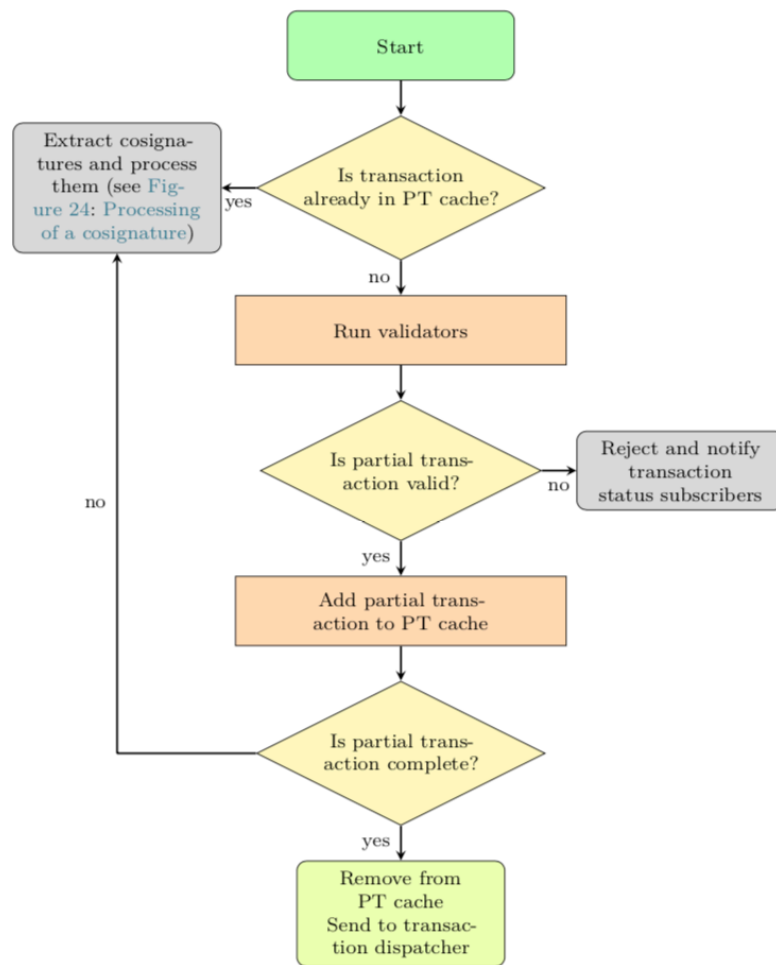 Start
Extract cosigna-
tures and process
them (see Fig-
ure 24: Processing
of a cosignature)
yes
Is transaction
already in PT cache?
no
Run validators
Is partial trans-
action valid?
no
Reject and notify
transaction
status subscribers
no
yes
Add partial trans-
action to PT cache
Is partial trans-
action complete?
yes
Remove from
PT cache
Send to transac-
tion dispatcher